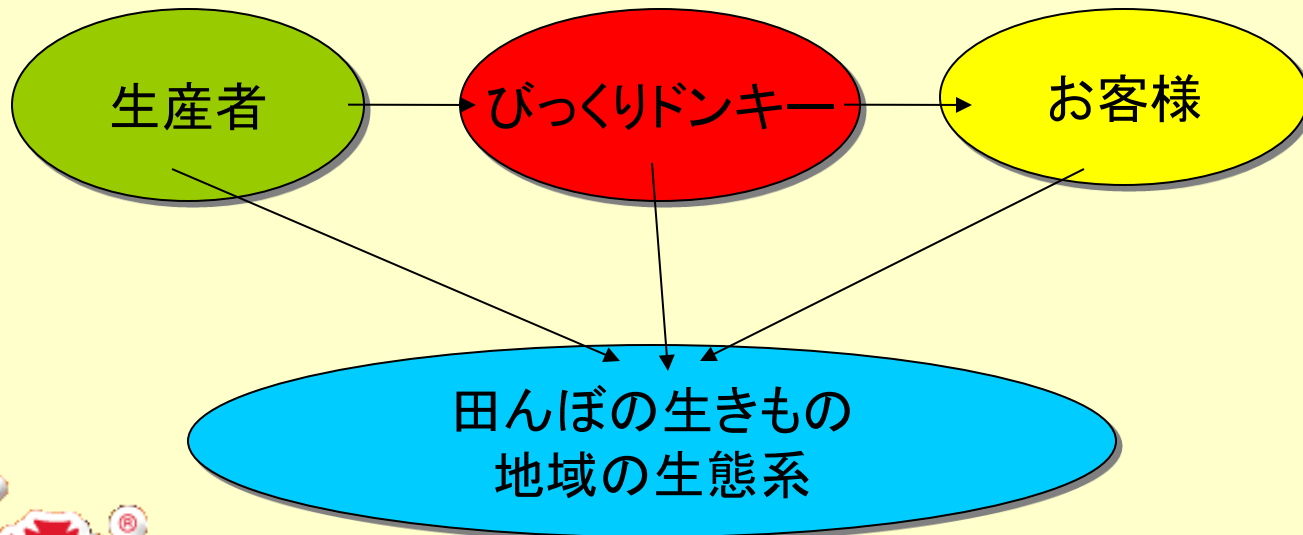 生産者
びっくりドンキー
お客様
田んぼの生きもの
地域の生態系
®